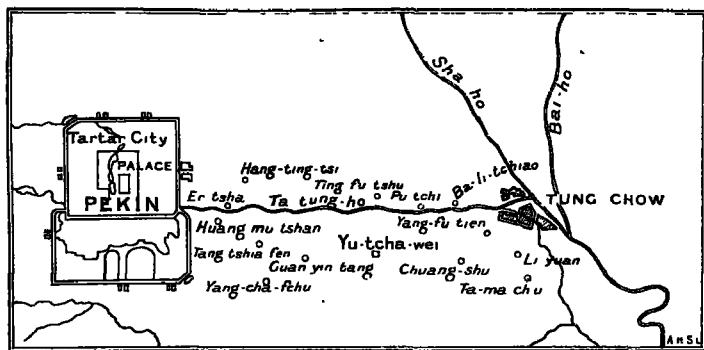 Sha ho
Bai-ho
Tartar City
PALACE
PEKIN
Hang-ting-tsi
Ting fu tshu
Pu tchi
Ba-li-tchiao
Er tsha
Ta tung-ho
TUNG CHOW
Huang mu tshan
Yang-fu tien
Tang tshia fen
Yu-tcha-wei
Guan yin tang
Chuang-shu
Li yuan
Yang-cha-fchu
Ta-ma chu